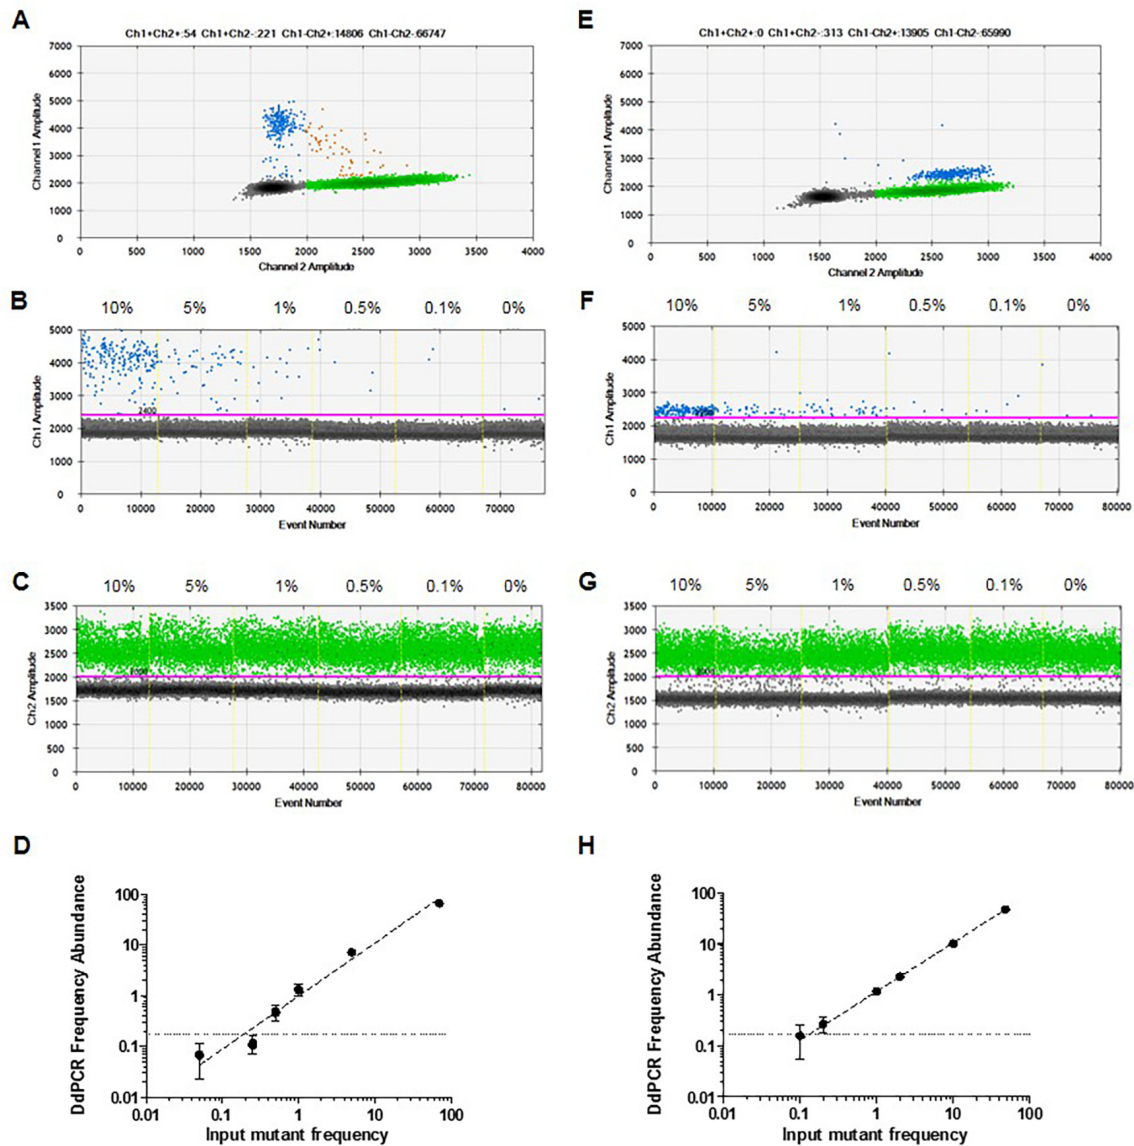 A
Ch1+Ch2+:54 Ch1+Ch2-:221 Ch1-Ch2+:14806 Ch1-Ch2-:66747
Channel 1 Amplitude
7000
6000
5000
4000
3000
2000
1000
0
0 500 1000 1500 2000 2500 3000 3500 4000
Channel 2 Amplitude
E
Ch1+Ch2+:0 Ch1+Ch2-:313 Ch1-Ch2+:13905 Ch1-Ch2-:65990
Channel 1 Amplitude
7000
6000
5000
4000
3000
2000
1000
0
0 500 1000 1500 2000 2500 3000 3500 4000
Channel 2 Amplitude
B
10% 5% 1% 0.5% 0.1% 0%
Ch1 Amplitude
5000
4000
3000
2400
2000
1000
0
0 10000 20000 30000 40000 50000 60000 70000
Event Number
F
10% 5% 1% 0.5% 0.1% 0%
Ch1 Amplitude
5000
4000
3000
2000
1000
0
0 10000 20000 30000 40000 50000 60000 70000 80000
Event Number
C
10% 5% 1% 0.5% 0.1% 0%
Ch2 Amplitude
3500
3000
2500
2000
1500
1000
500
0
0 10000 20000 30000 40000 50000 60000 70000 80000
Event Number
G
10% 5% 1% 0.5% 0.1% 0%
Ch2 Amplitude
3500
3000
2500
2000
1500
1000
500
0
0 10000 20000 30000 40000 50000 60000 70000 80000
Event Number
D
DdPCR Frequency Abundance
100
10
1
0.1
0.01
0.01 0.1 1 10 100
Input mutant frequency
H
DdPCR Frequency Abundance
100
10
1
0.1
0.01
0.01 0.1 1 10 100
Input mutant frequency